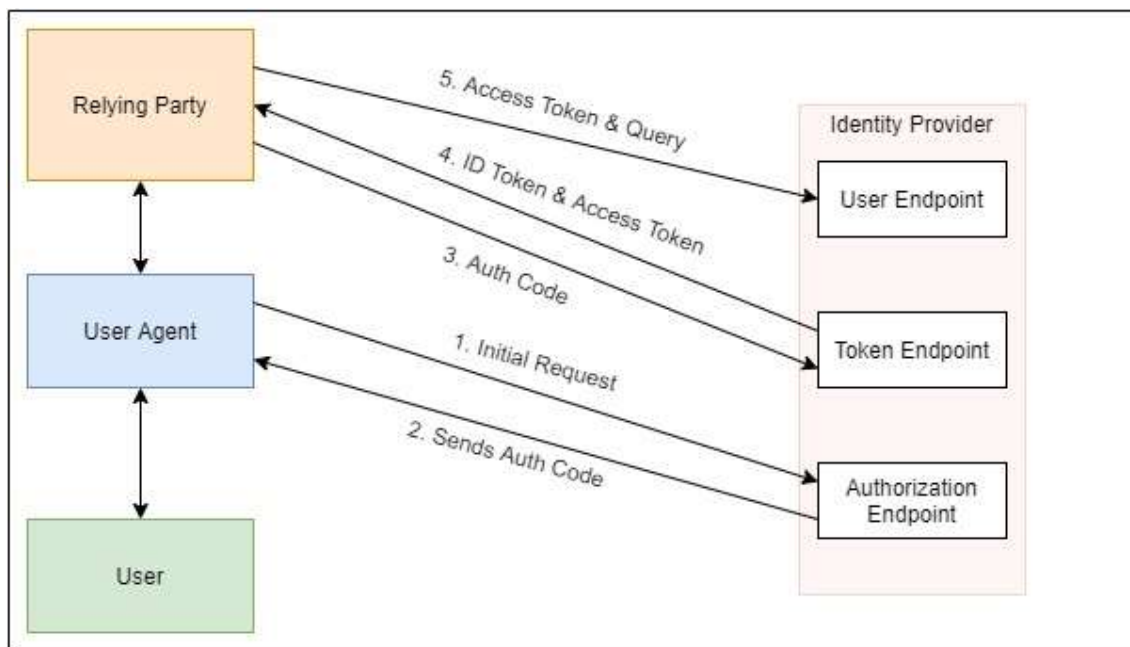 Relying Party
5. Access Token & Query
Identity Provider
User Endpoint
4. ID Token & Access Token
3. Auth Code
User Agent
1. Initial Request
Token Endpoint
2. Sends Auth Code
Authorization
Endpoint
User